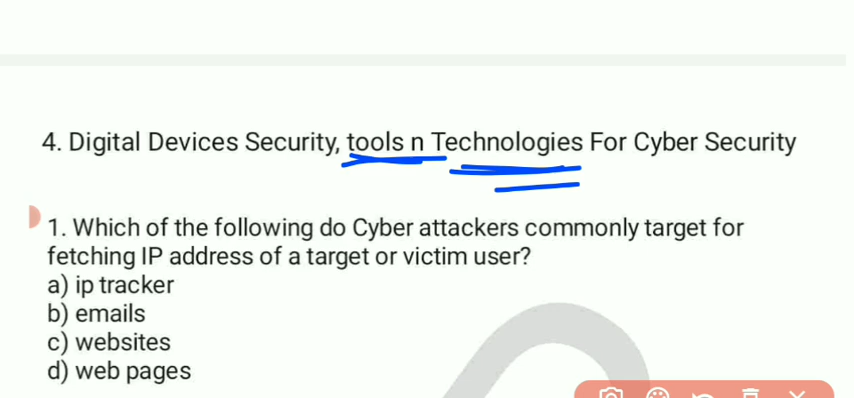 4. Digital Devices Security, tools n Technologies For Cyber Security
1. Which of the following do Cyber attackers commonly target for
fetching IP address of a target or victim user?
a) ip tracker
b) emails
c) websites
d) web pages